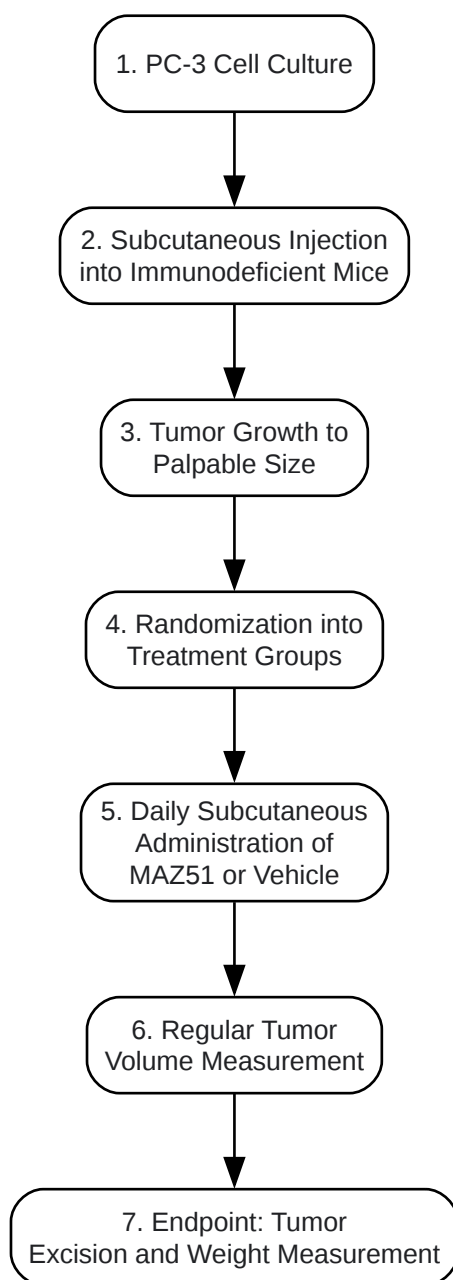 1. PC-3 Cell Culture
2. Subcutaneous Injection
into Immunodeficient Mice
3. Tumor Growth to
Palpable Size
4. Randomization into
Treatment Groups
5. Daily Subcutaneous
Administration of
MAZ51 or Vehicle
6. Regular Tumor
Volume Measurement
7. Endpoint: Tumor
Excision and Weight Measurement